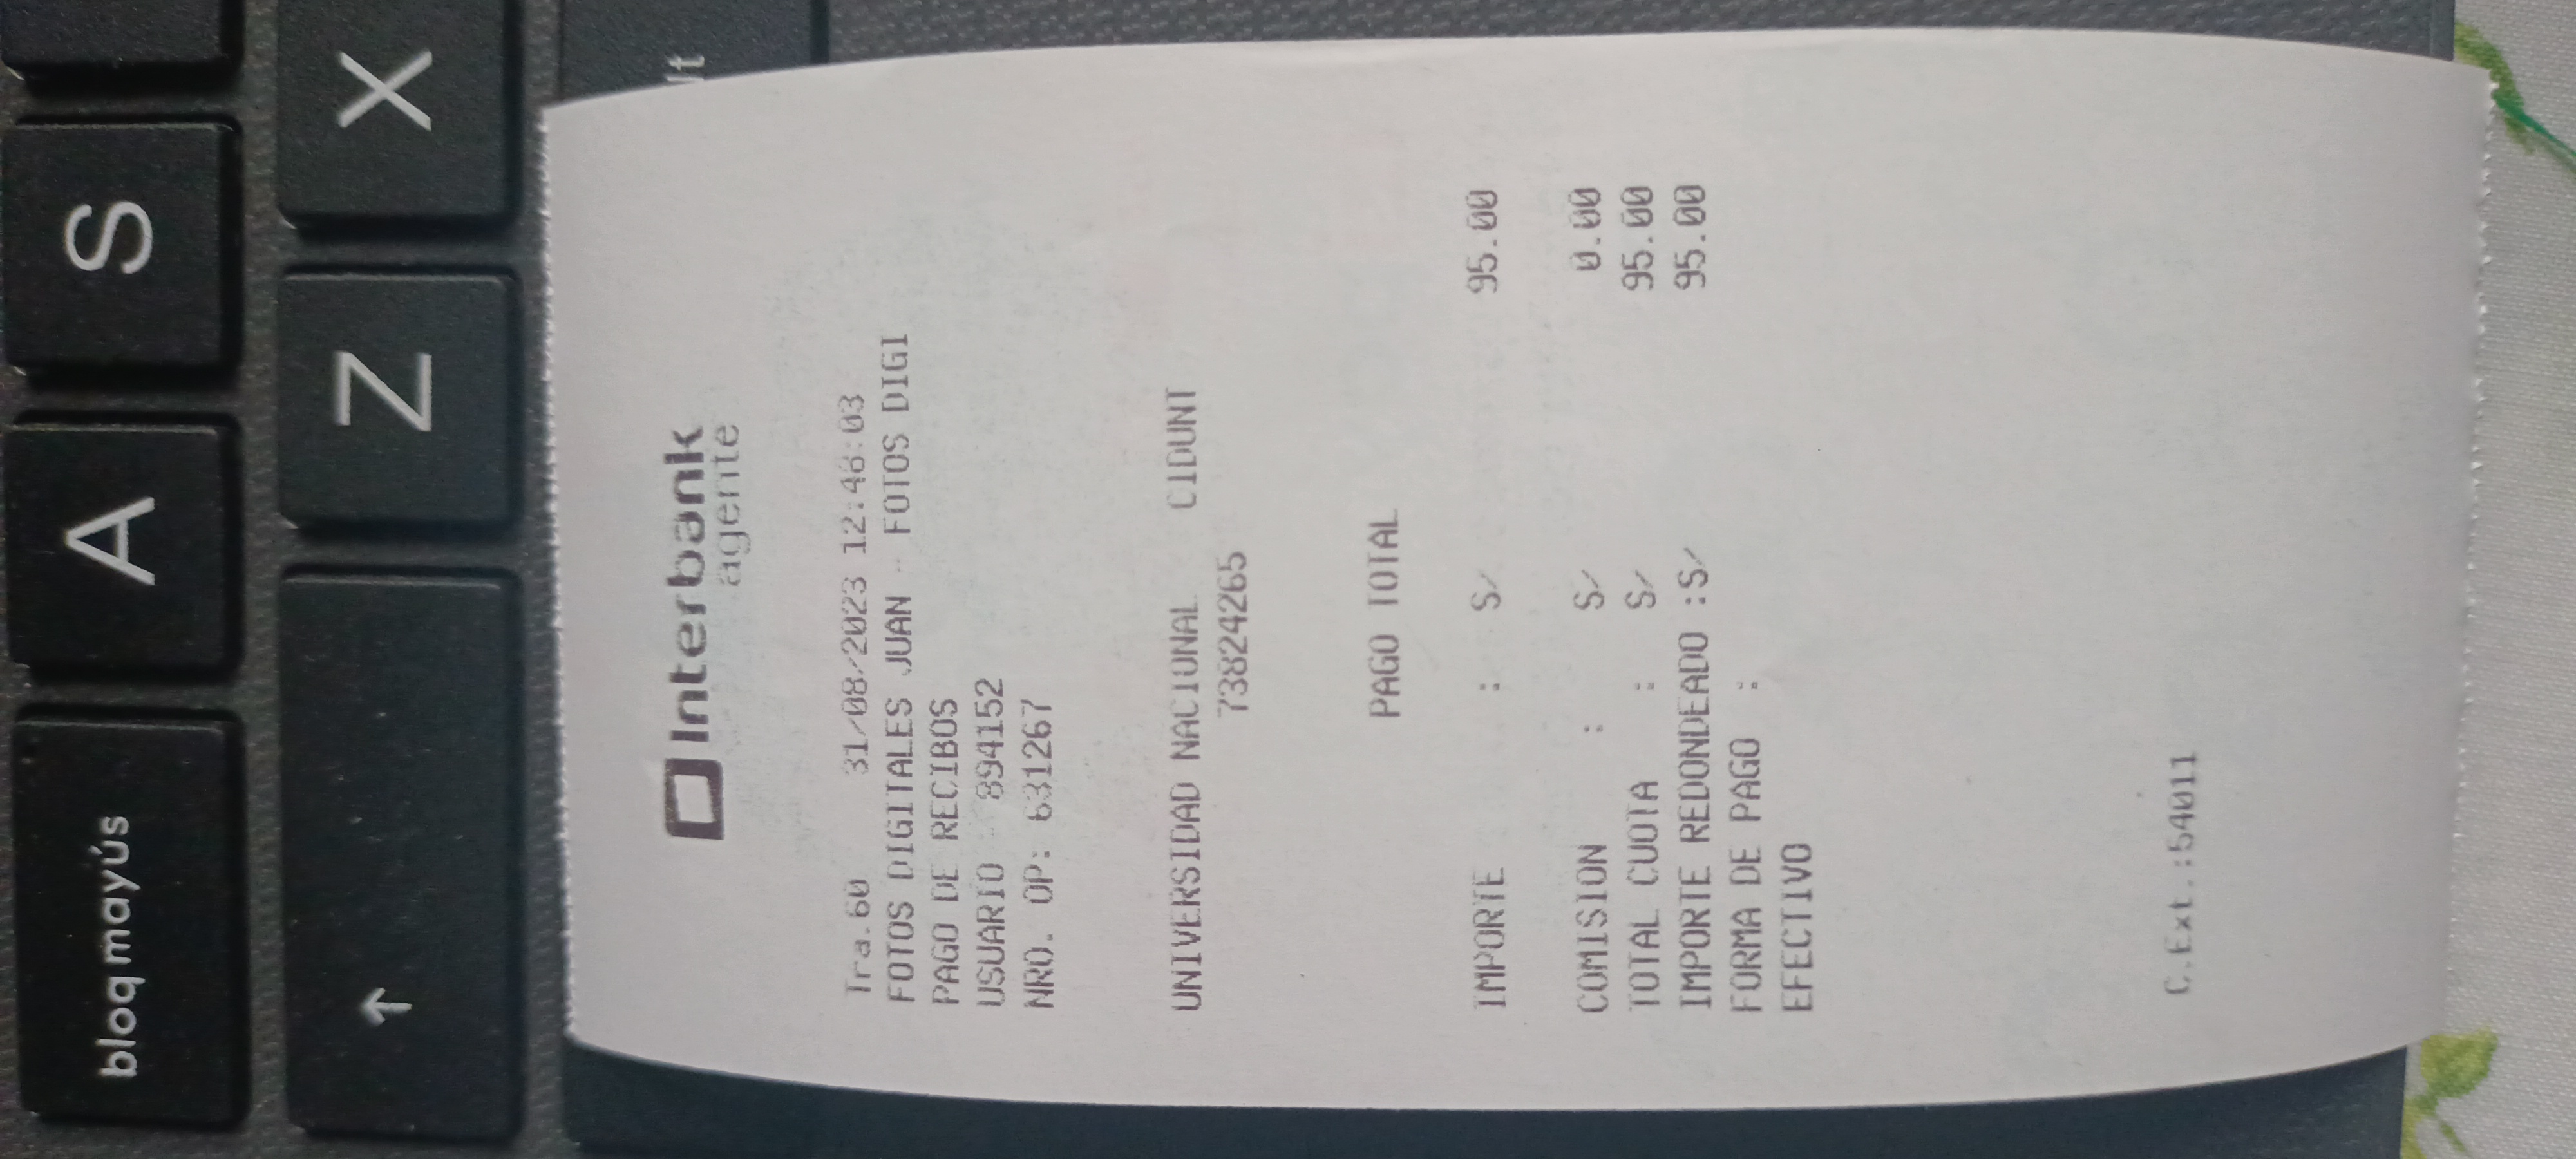 Interbank
agente
Tra.60 31/08/2023 12:48:03
FOTOS DIGITALES JUAN - FOTOS DIGI
PAGO DE RECIBOS
USUARIO 894152
NRO. OP: 631267
UNIVERSIDAD NACIONAL CIDUNT
73824265
PAGO TOTAL
IMPORTE : S/ 95.00
COMISION : S/ 0.00
TOTAL CUOTA : S/ 95.00
IMPORTE REDONDEADO :S/ 95.00
FORMA DE PAGO :
EFECTIVO
C.Ext.:54011
S
X
A
Z
bloq mayús
↑